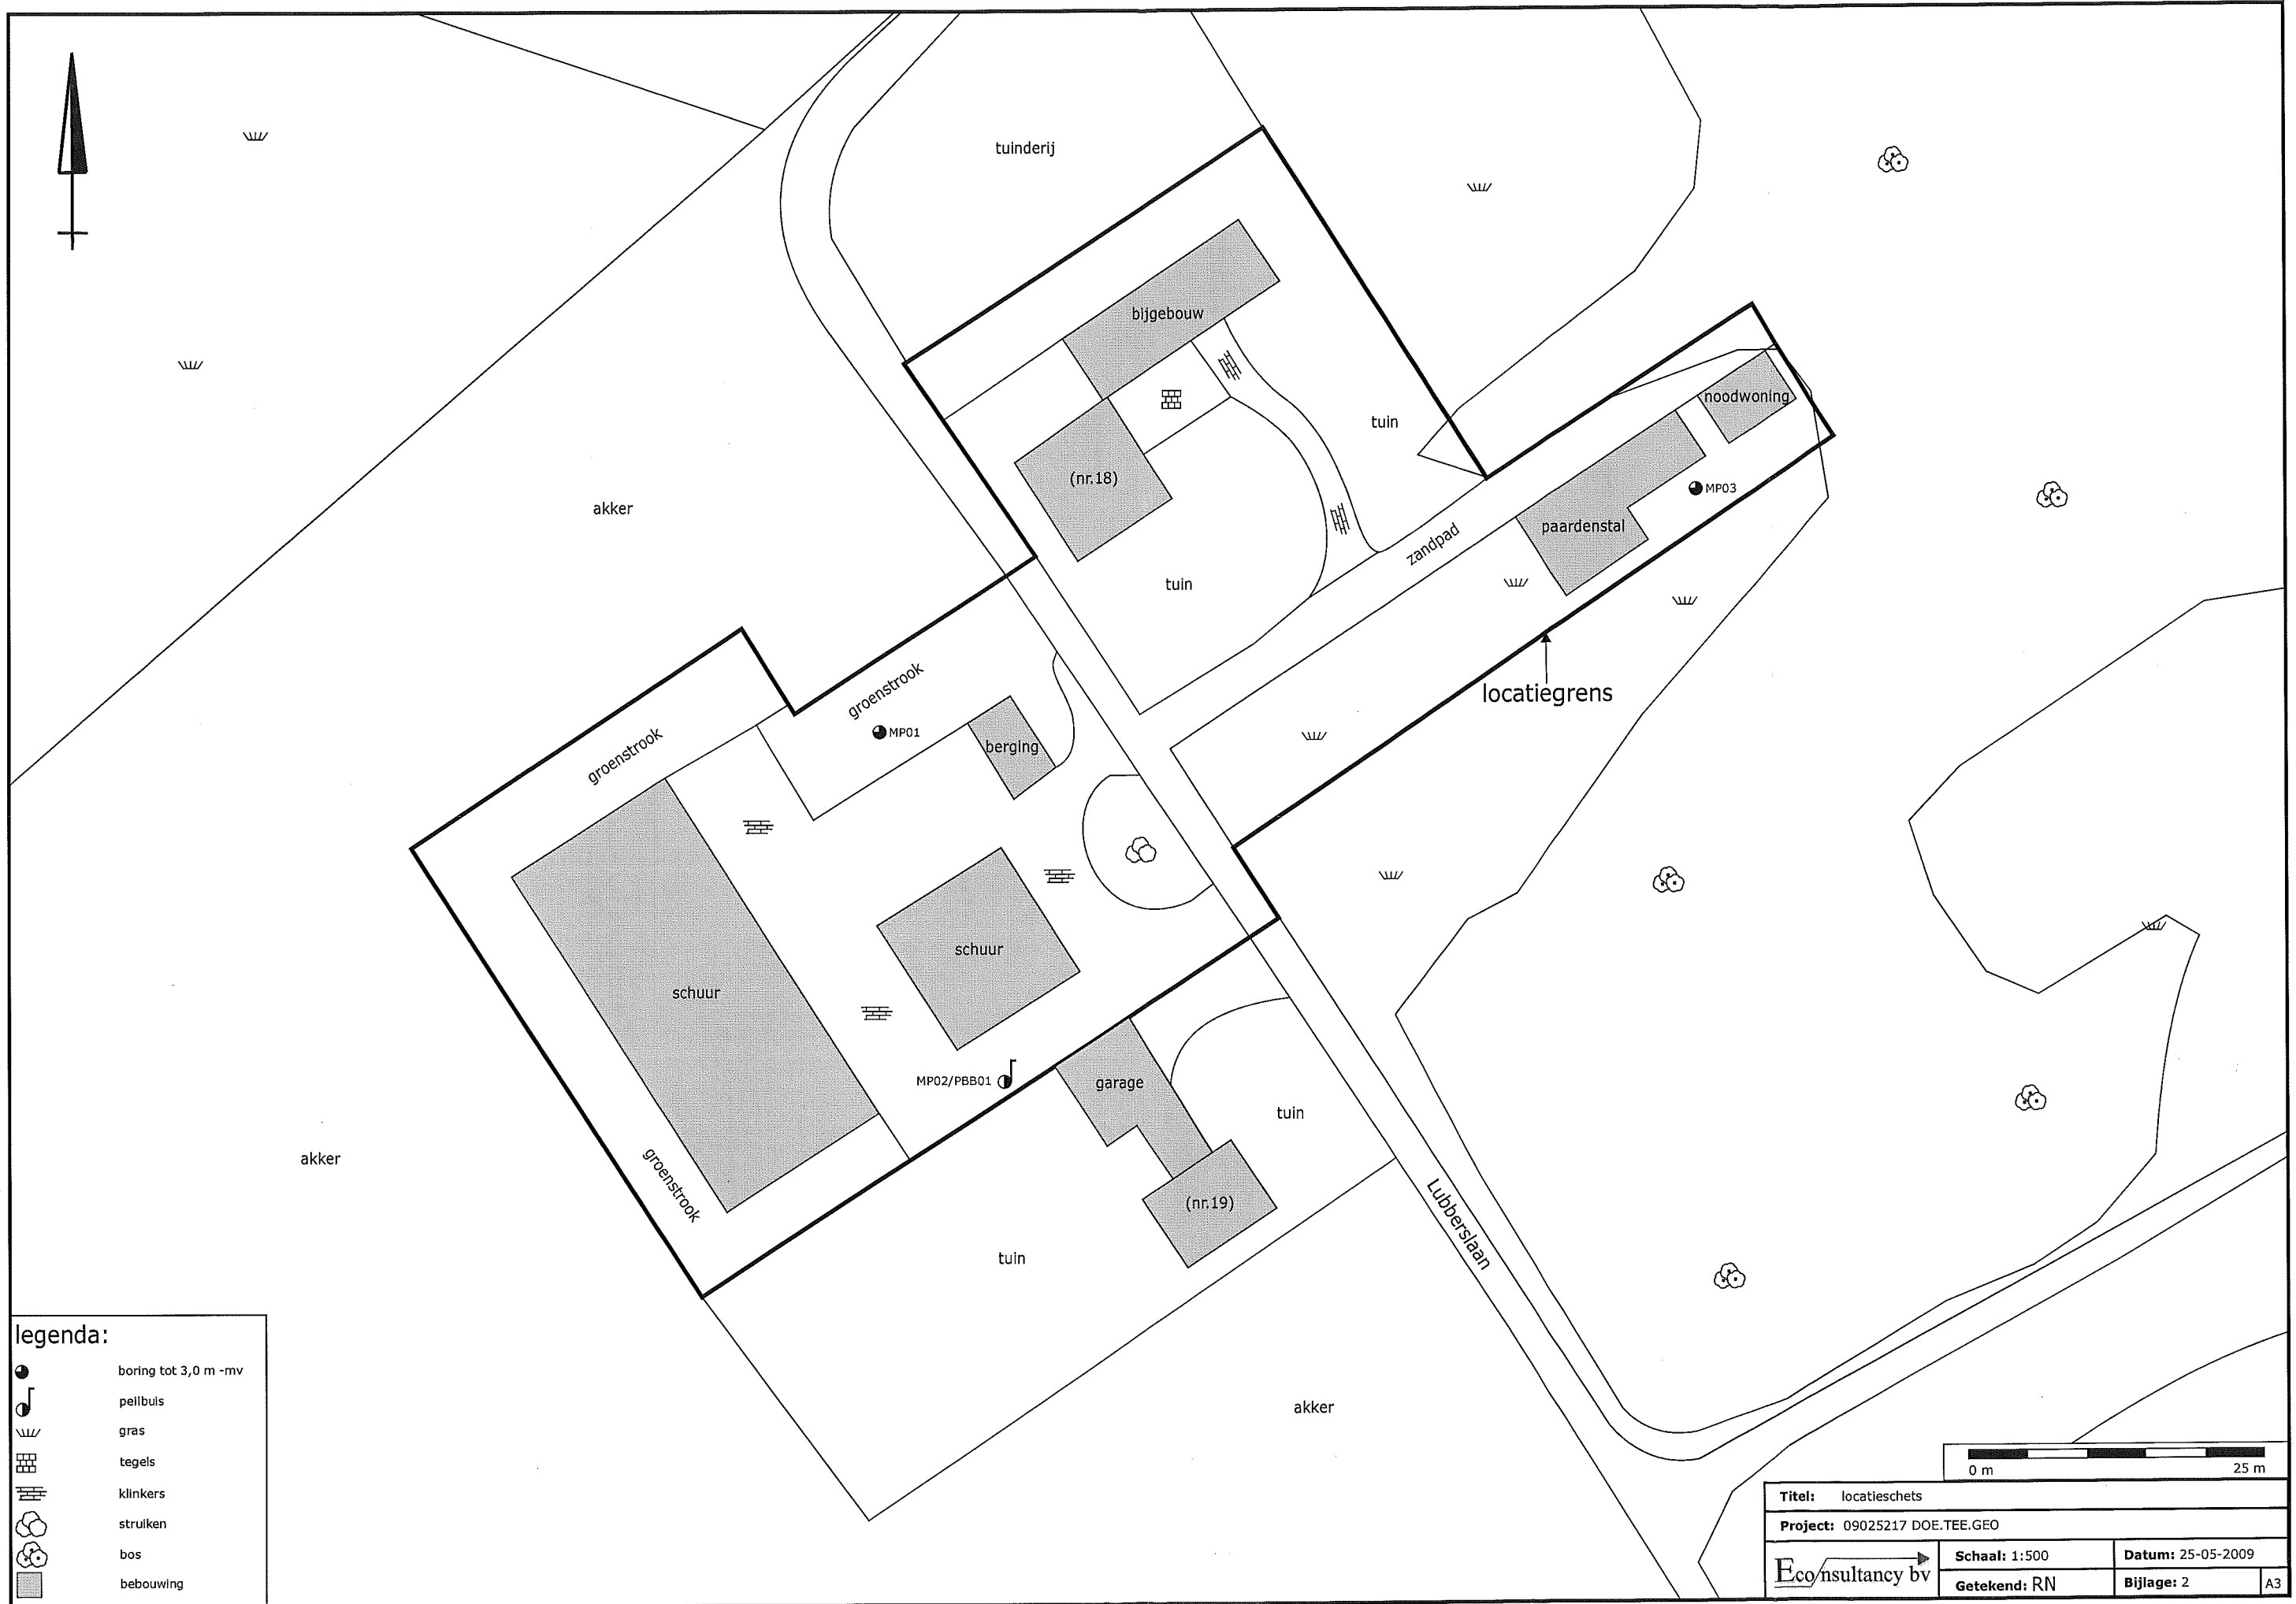 tuinderij
bijgebouw
tuin
noodwoning
(nr.18)
MP03
akker
paardenstal
zandpad
tuin
locatiegrens
groenstrook
MP01
groenstrook
berging
schuur
schuur
MP02/PBB01
garage
tuin
akker
groenstrook
(nr.19)
Lubberslaan
tuin
akker
legenda:
boring tot 3,0 m -mv
peilbuis
gras
tegels
klinkers
struiken
bos
bebouwing
0 m 25 m
Titel: locatieschets
Project: 09025217 DOE.TEE.GEO
Econsultancy bv
Schaal: 1:500 Datum: 25-05-2009
Getekend: RN Bijlage: 2 A3